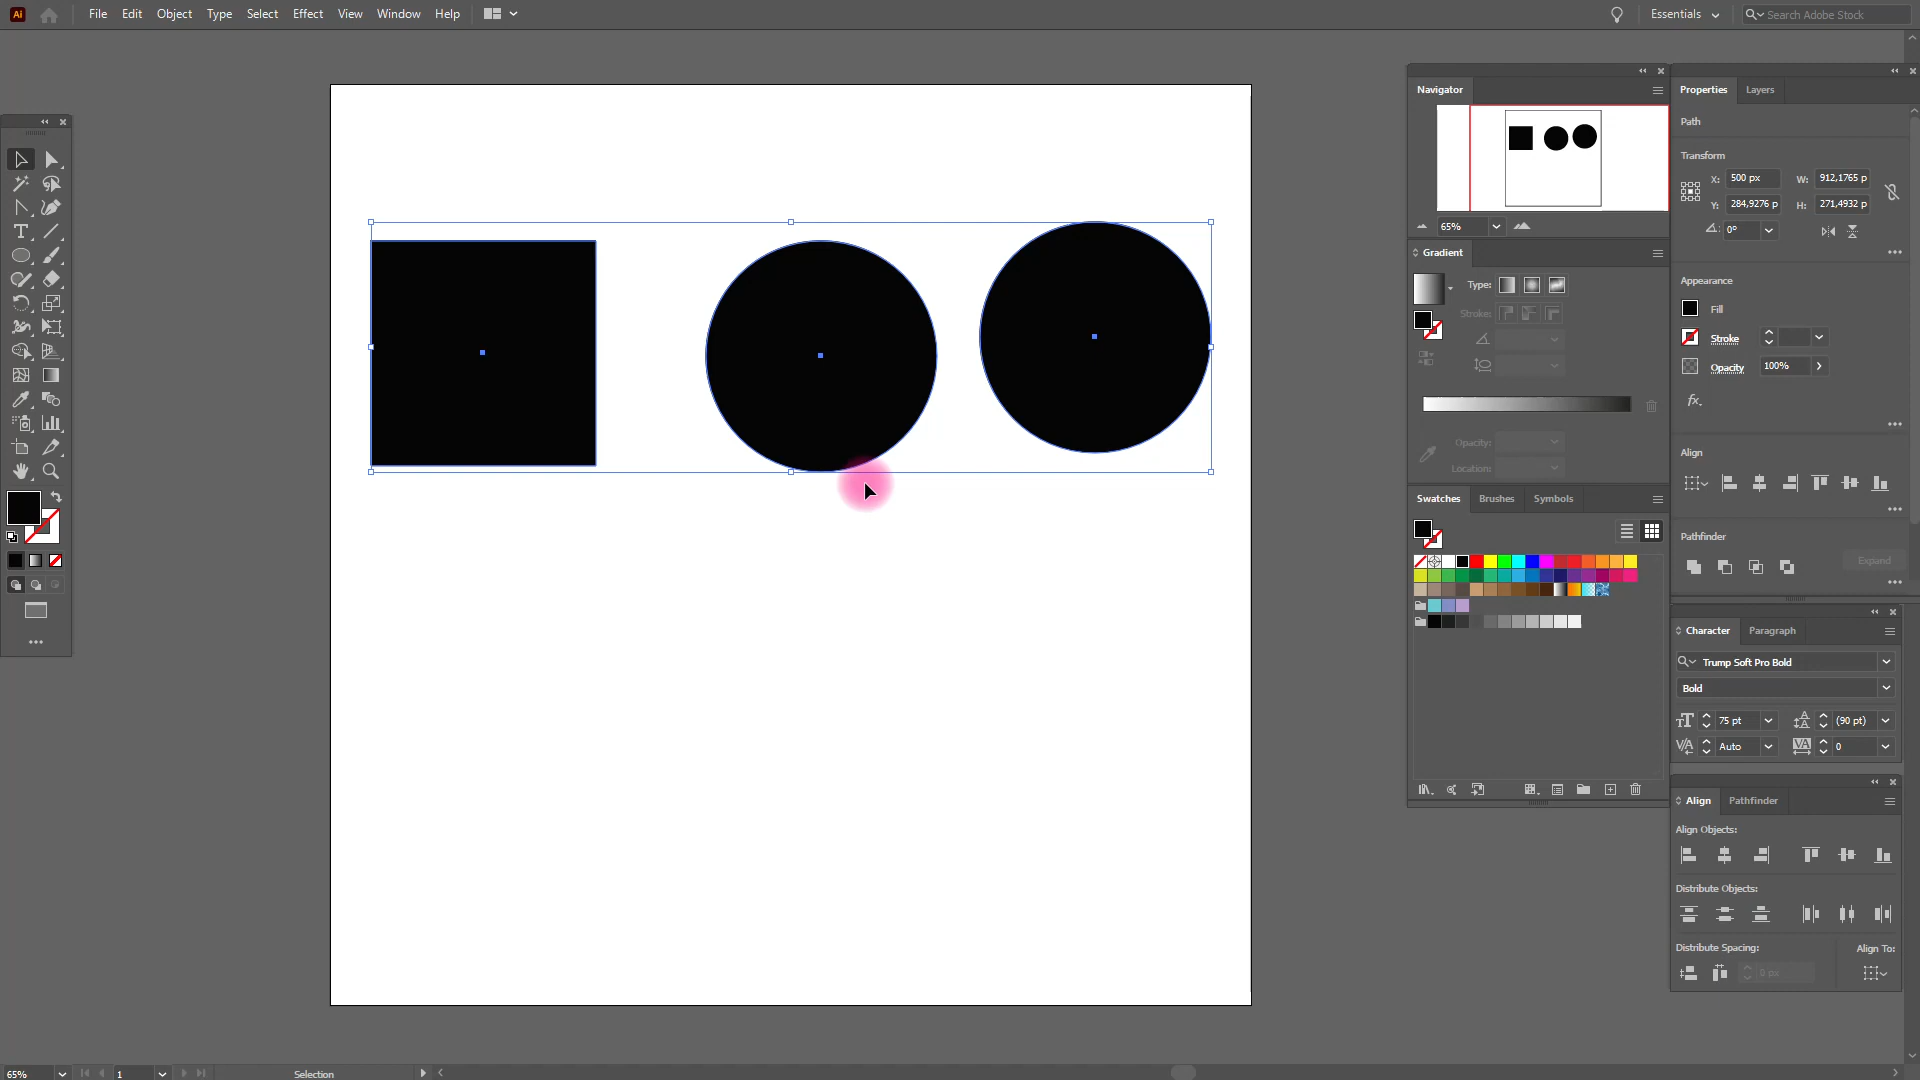 Ai File Edit Object Type Select Effect View Window Help Essentials Search Adobe Stock
Navigator
65%
Gradient
Type:
Stroke:
Opacity:
Location:
Swatches Brushes Symbols
Properties Layers
Path
Transform
X: 500 px W: 912,1765 p
Y: 284,9276 p H: 271,4932 p
0°
Appearance
Fill
Stroke
Opacity 100%
fx.
Align
Pathfinder
Expand
Character Paragraph
Trump Soft Pro Bold
Bold
75 pt (90 pt)
Auto 0
Align Pathfinder
Align Objects:
Distribute Objects:
Distribute Spacing: Align To:
0 px
65% 1 Selection